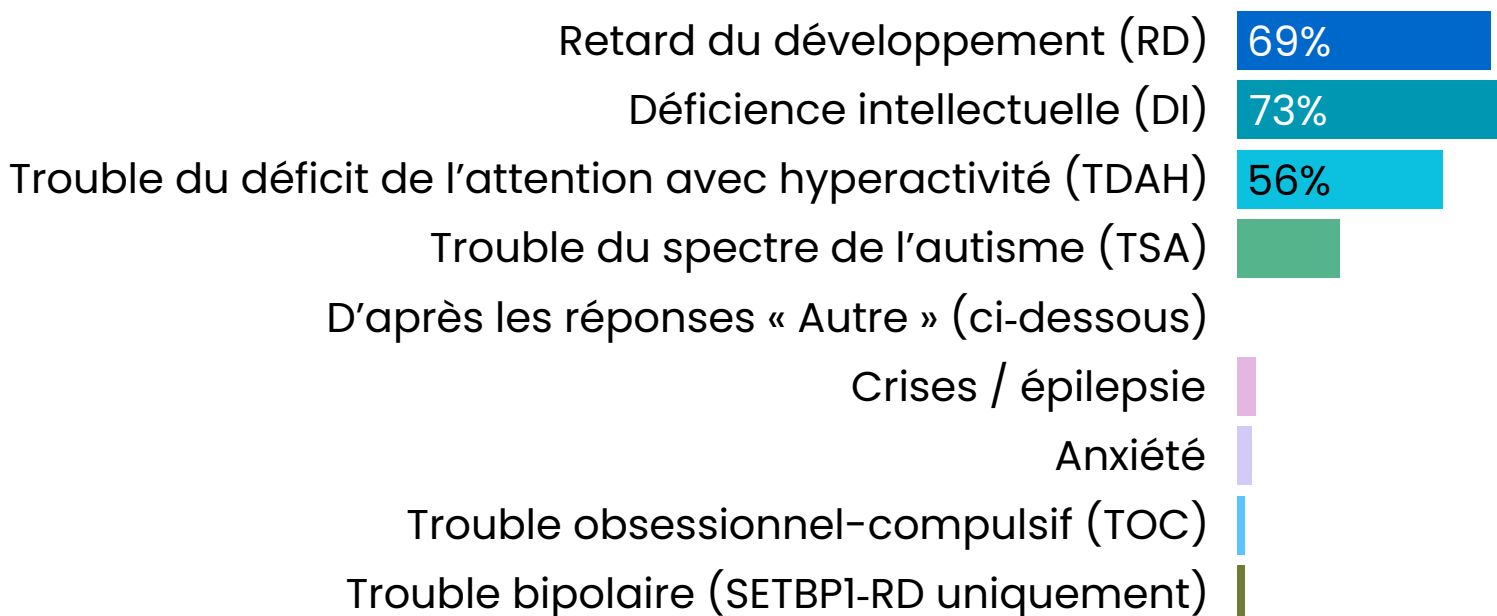 Retard du développement (RD) 69%
Déficience intellectuelle (DI) 73%
Trouble du déficit de l’attention avec hyperactivité (TDAH) 56%
Trouble du spectre de l’autisme (TSA)
D’après les réponses « Autre » (ci-dessous)
Crises / épilepsie
Anxiété
Trouble obsessionnel-compulsif (TOC)
Trouble bipolaire (SETBP1-RD uniquement)